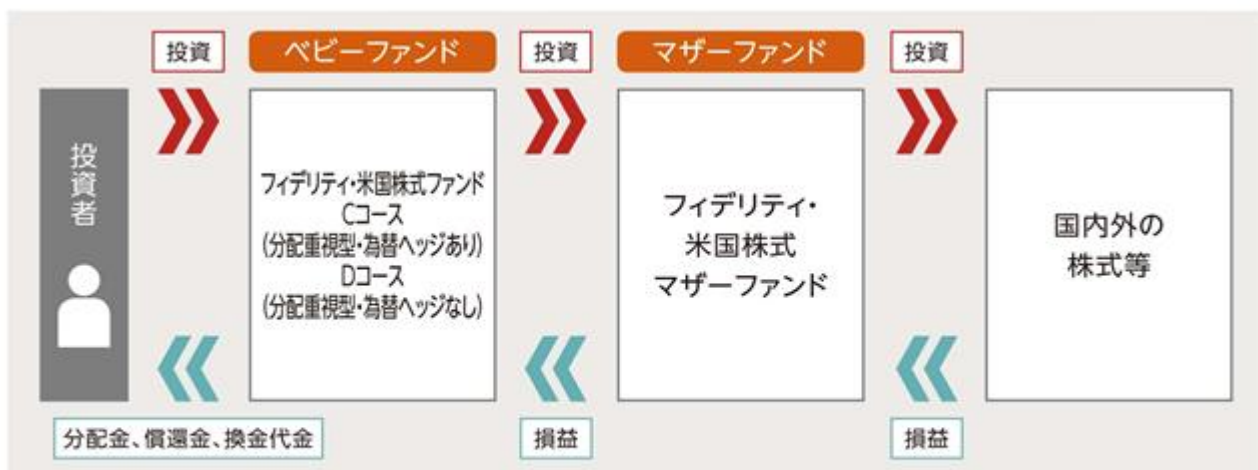 投資
ベビーファンド
投資
マザーファンド
投資
投資者
フィデリティ・米国株式ファンド
Cコース
(分配重視型・為替ヘッジあり)
Dコース
(分配重視型・為替ヘッジなし)
フィデリティ・
米国株式
マザーファンド
国内外の
株式等
分配金、償還金、換金代金
損益
損益